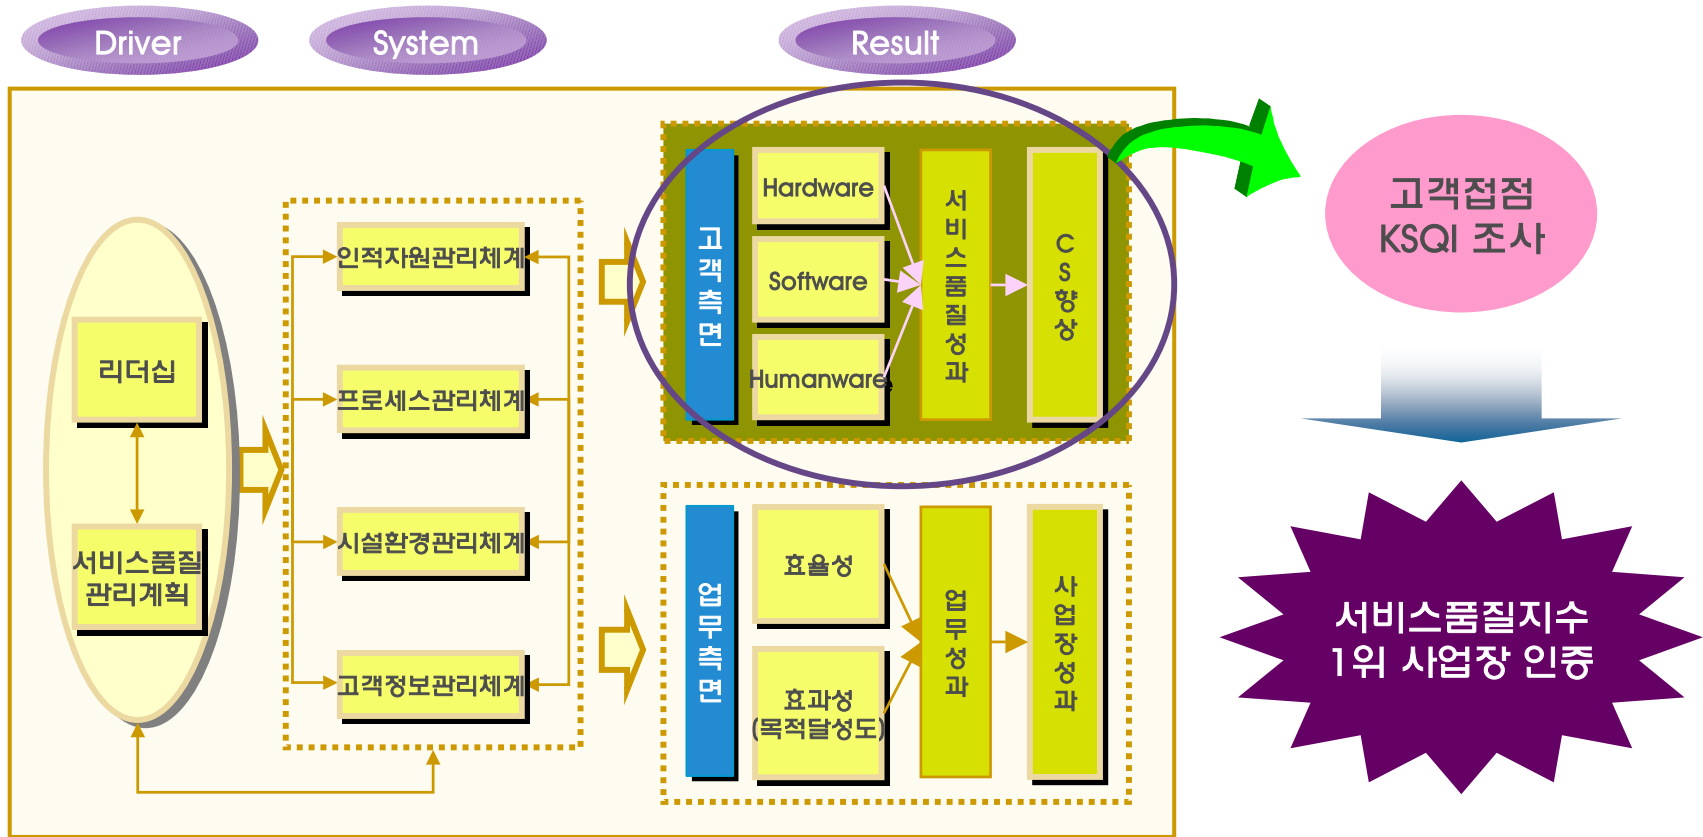 Driver
System
Result
리더십
서비스품질
관리계획
인적자원관리체계
프로세스관리체계
시설환경관리체계
고객정보관리체계
고객측면
Hardware
Software
Humanware
서비스품질성과
CS향상
업무측면
효율성
효과성
(목적달성도)
업무성과
사업장성과
고객접점
KSQI 조사
서비스품질지수
1위 사업장 인증